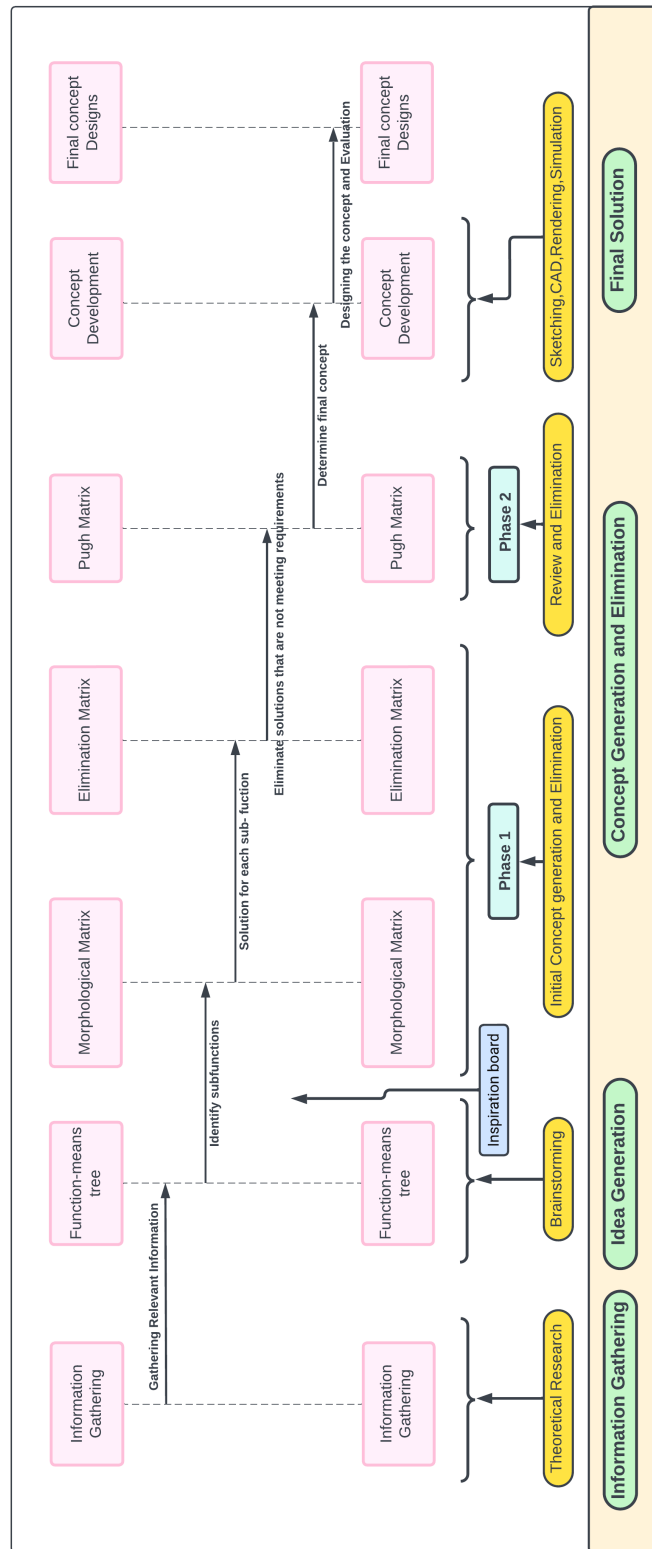 Information
Gathering
Function-means
tree
Morphological Matrix
Elimination Matrix
Pugh Matrix
Concept
Development
Final concept
Designs
Gathering Relevant Information
Identify subfunctions
Solution for each sub- fuction
Eliminate solutions that are not meeting requirements
Determine final concept
Designing the concept and Evaluation
Information
Gathering
Function-means
tree
Morphological Matrix
Elimination Matrix
Pugh Matrix
Concept
Development
Final concept
Designs
Inspiration board
Phase 1
Phase 2
Theoretical Research
Brainstorming
Initial Concept generation and Elimination
Review and Elimination
Sketching,CAD,Rendering,Simulation
Information Gathering
Idea Generation
Concept Generation and Elimination
Final Solution